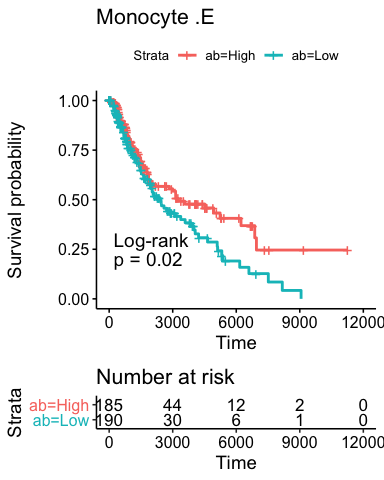 Monocyte .E
Strata ab=High ab=Low
Survival probability
1.00
0.75
0.50
0.25
0.00
Log-rank
p = 0.02
0 3000 6000 9000 12000
Time
Number at risk
Strata
ab=High 185 44 12 2 0
ab=Low 190 30 6 1 0
0 3000 6000 9000 12000
Time